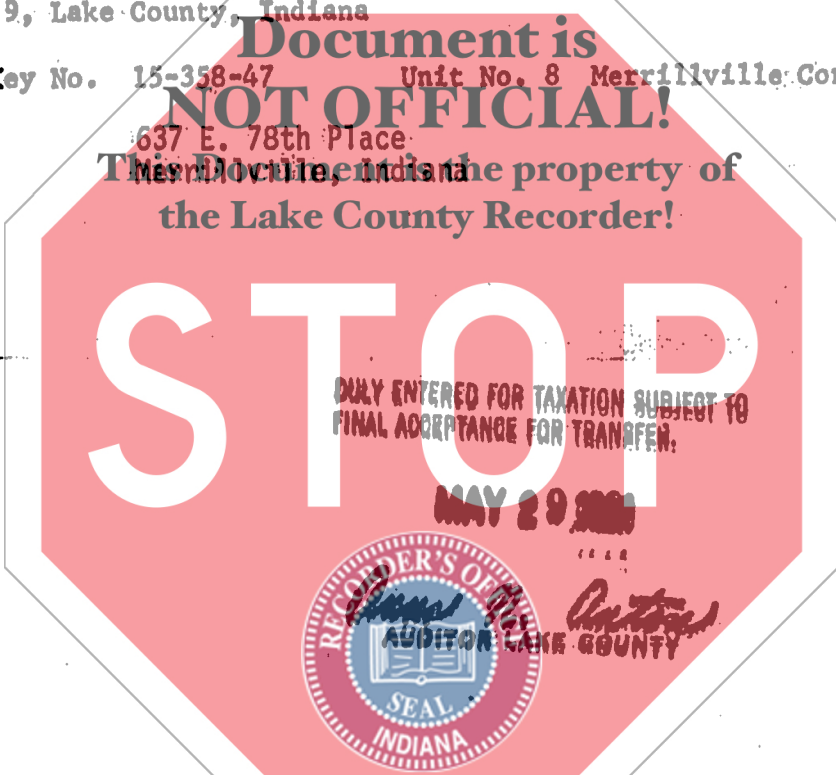 9, Lake County, Indiana
Document is
ey No. 15-358-47 Unit No. 8 Merrillville Con
NOT OFFICIAL!
637 E. 78th Place
This Document is the property of
Merrillville, Indiana
the Lake County Recorder!
STOP
DULY ENTERED FOR TAXATION SUBJECT TO
FINAL ACCEPTANCE FOR TRANSFER.
MAY 29
RECORDER'S OFFICE
AUDITOR LAKE COUNTY
SEAL
INDIANA